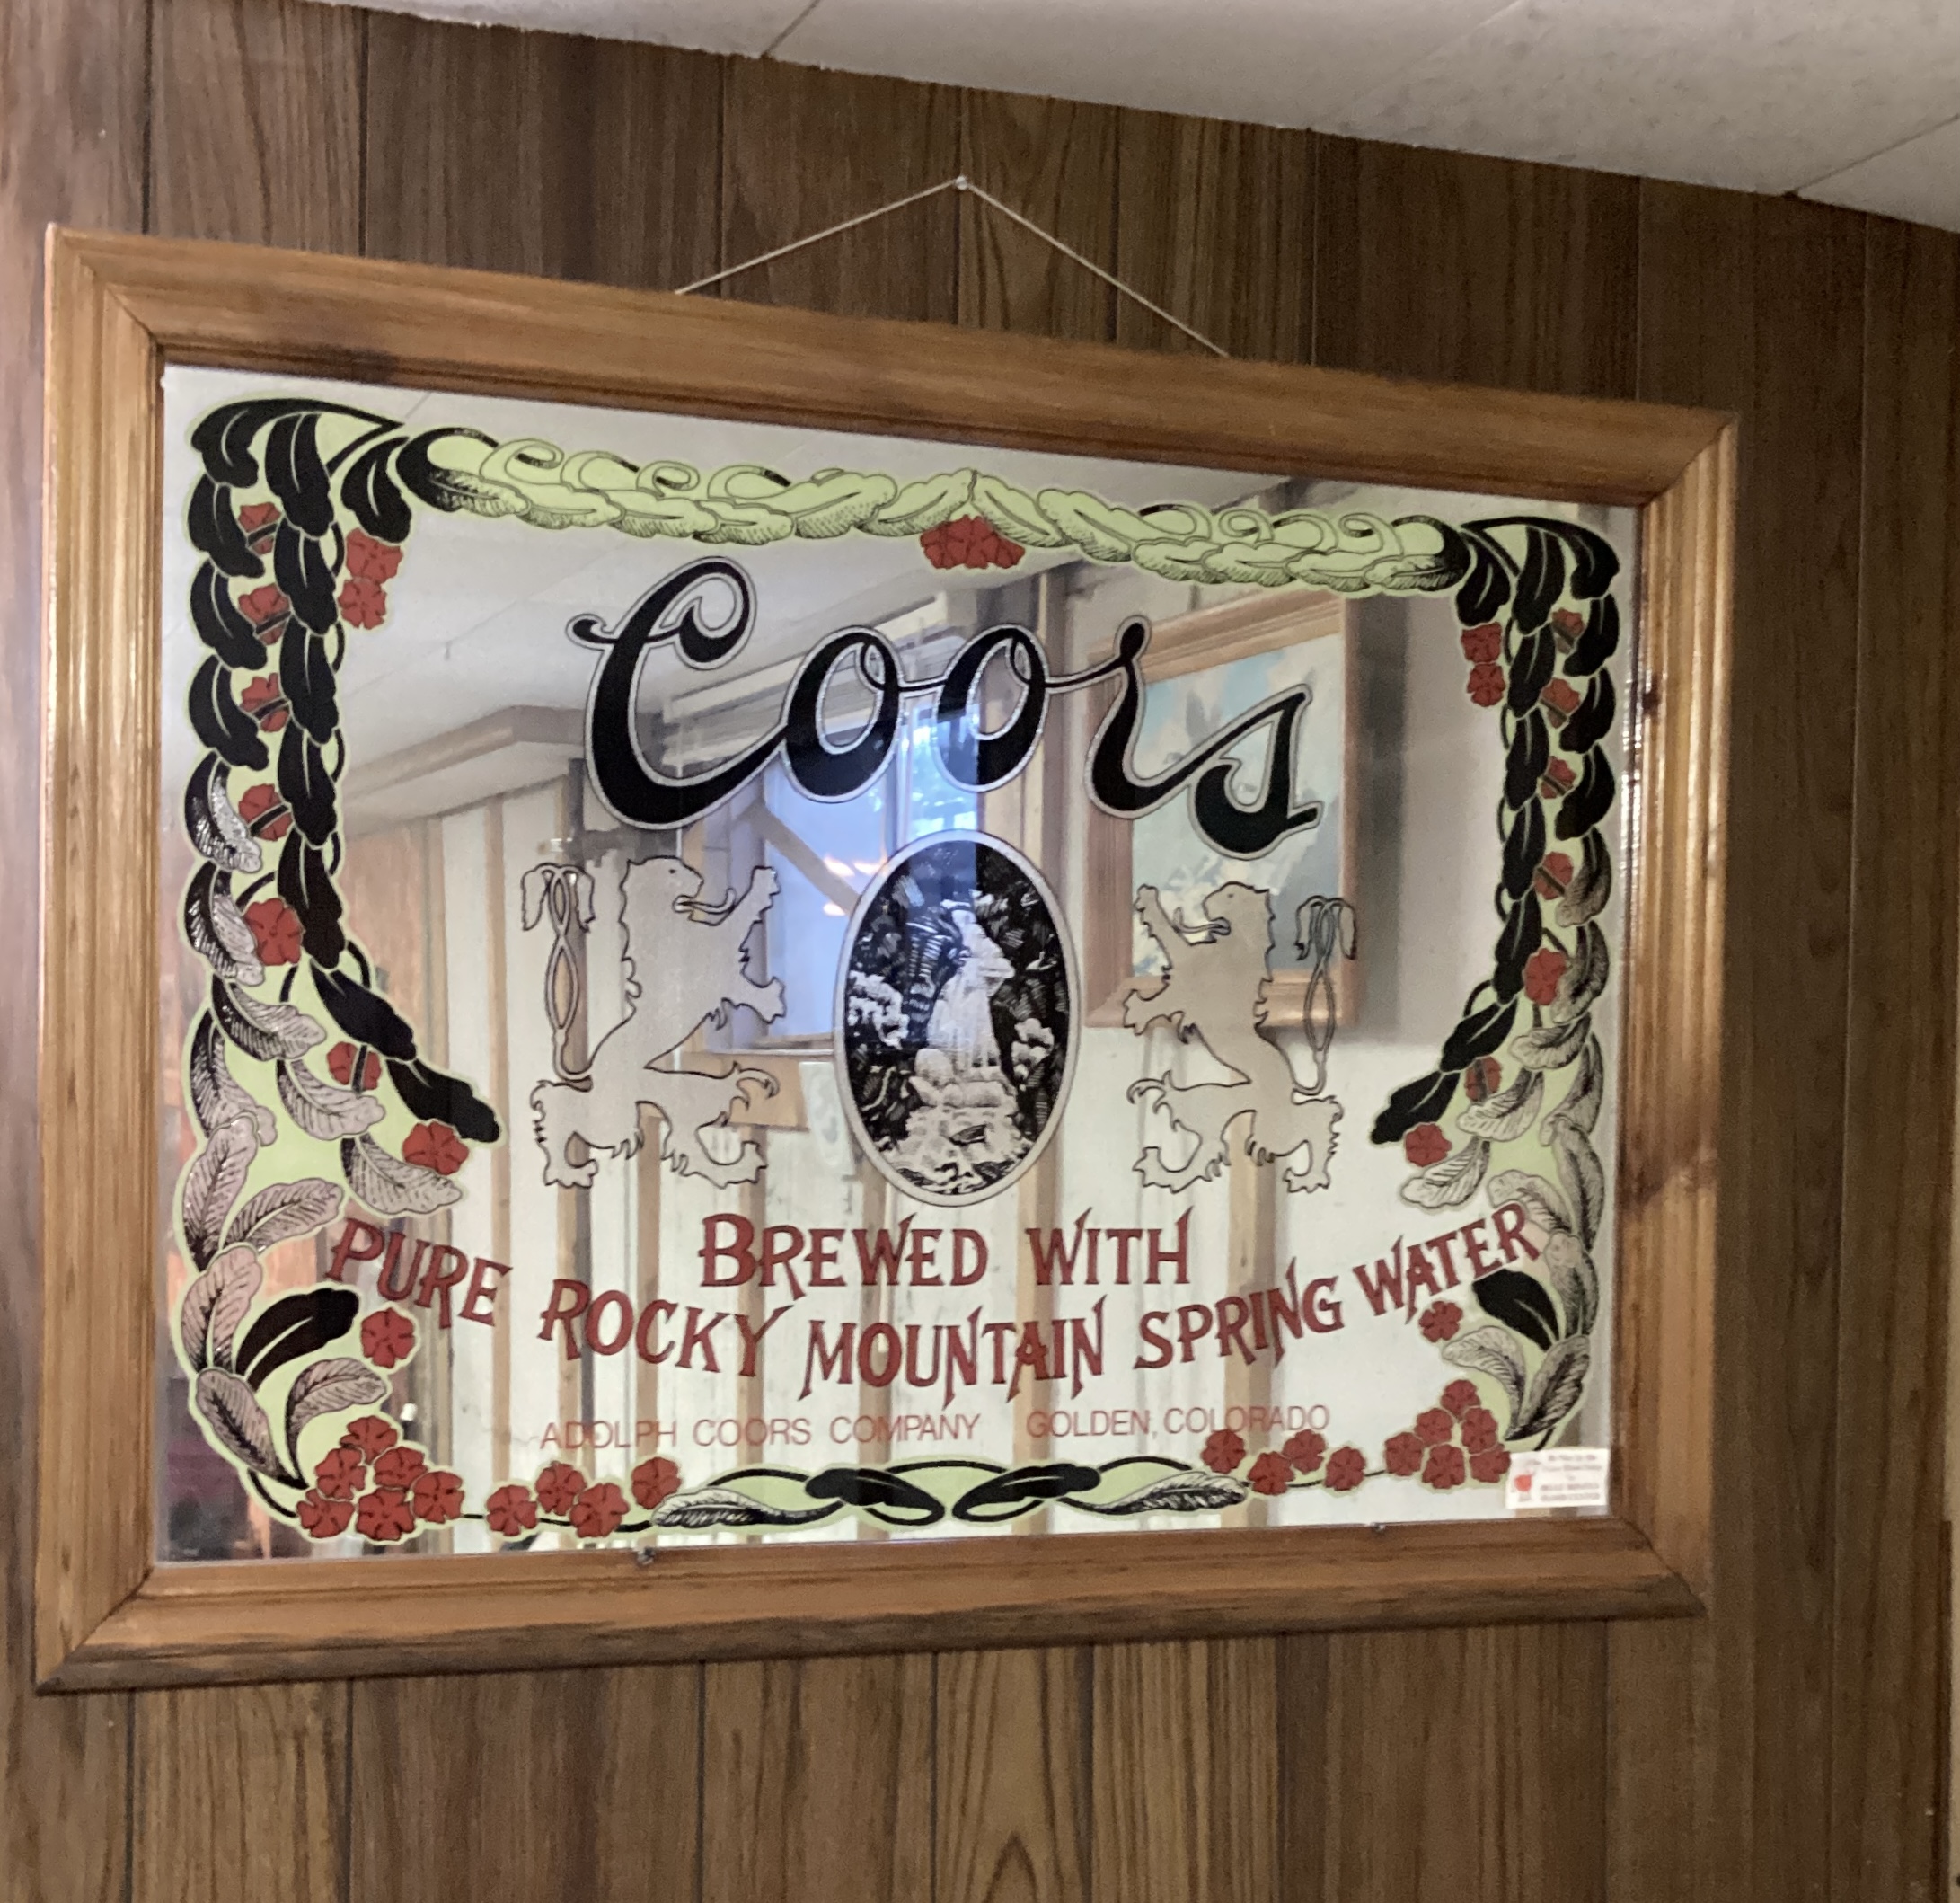 Coors
BREWED WITH
PURE ROCKY MOUNTAIN SPRING WATER
ADOLPH COORS COMPANY GOLDEN, COLORADO